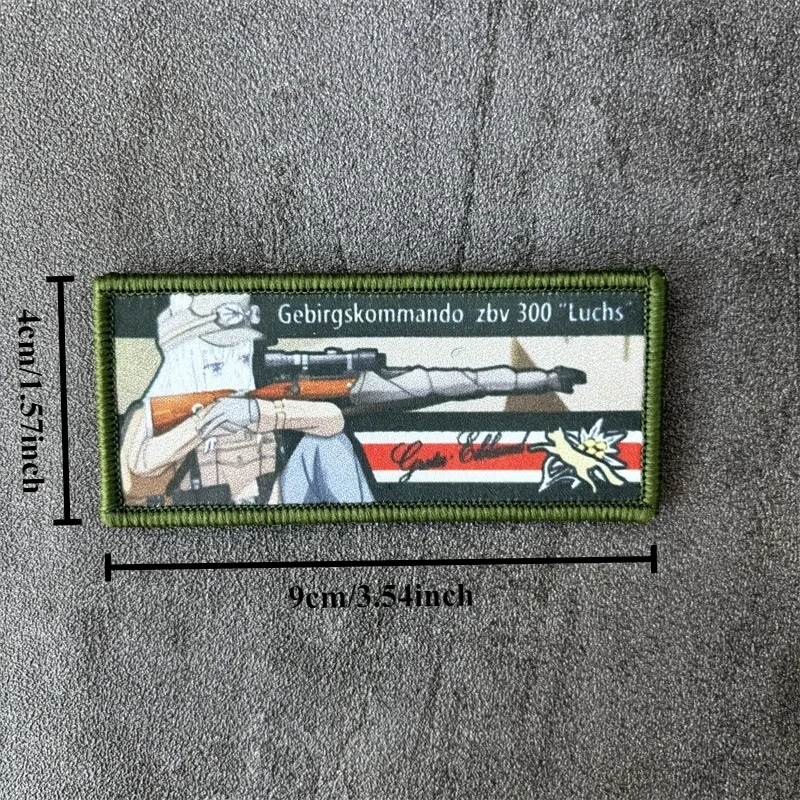 Gebirgskommando zbv 300 "Luchs"
4cm/1.57inch
9cm/3.54inch